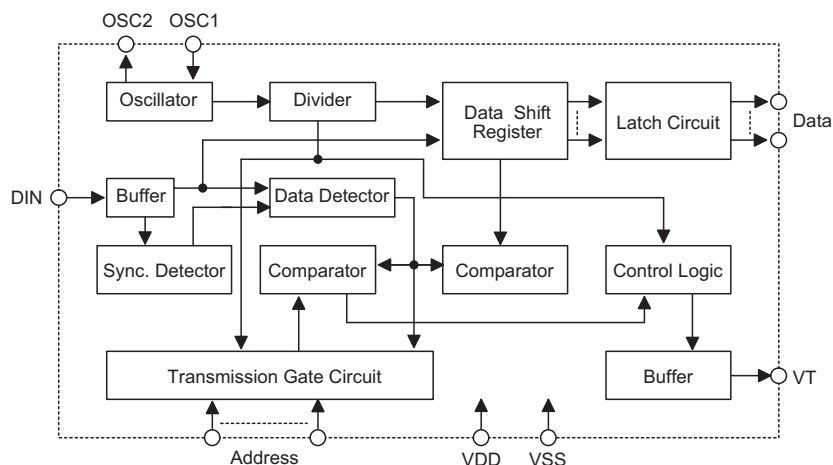 OSC2 OSC1
Oscillator
Divider
Data Shift
Register
Latch Circuit
Data
DIN
Buffer
Data Detector
Sync. Detector
Comparator
Comparator
Control Logic
Transmission Gate Circuit
Buffer
VT
Address
VDD
VSS